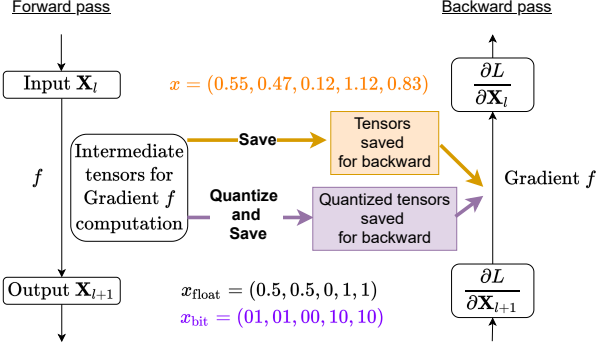 Forward pass
Backward pass
Input X_l
x = (0.55, 0.47, 0.12, 1.12, 0.83)
∂L
∂X_l
Intermediate
tensors for
Gradient f
computation
f
Save
Tensors
saved
for backward
Gradient f
Quantize
and
Save
Quantized tensors
saved
for backward
Output X_{l+1}
x_float = (0.5, 0.5, 0, 1, 1)
x_bit = (01, 01, 00, 10, 10)
∂L
∂X_{l+1}